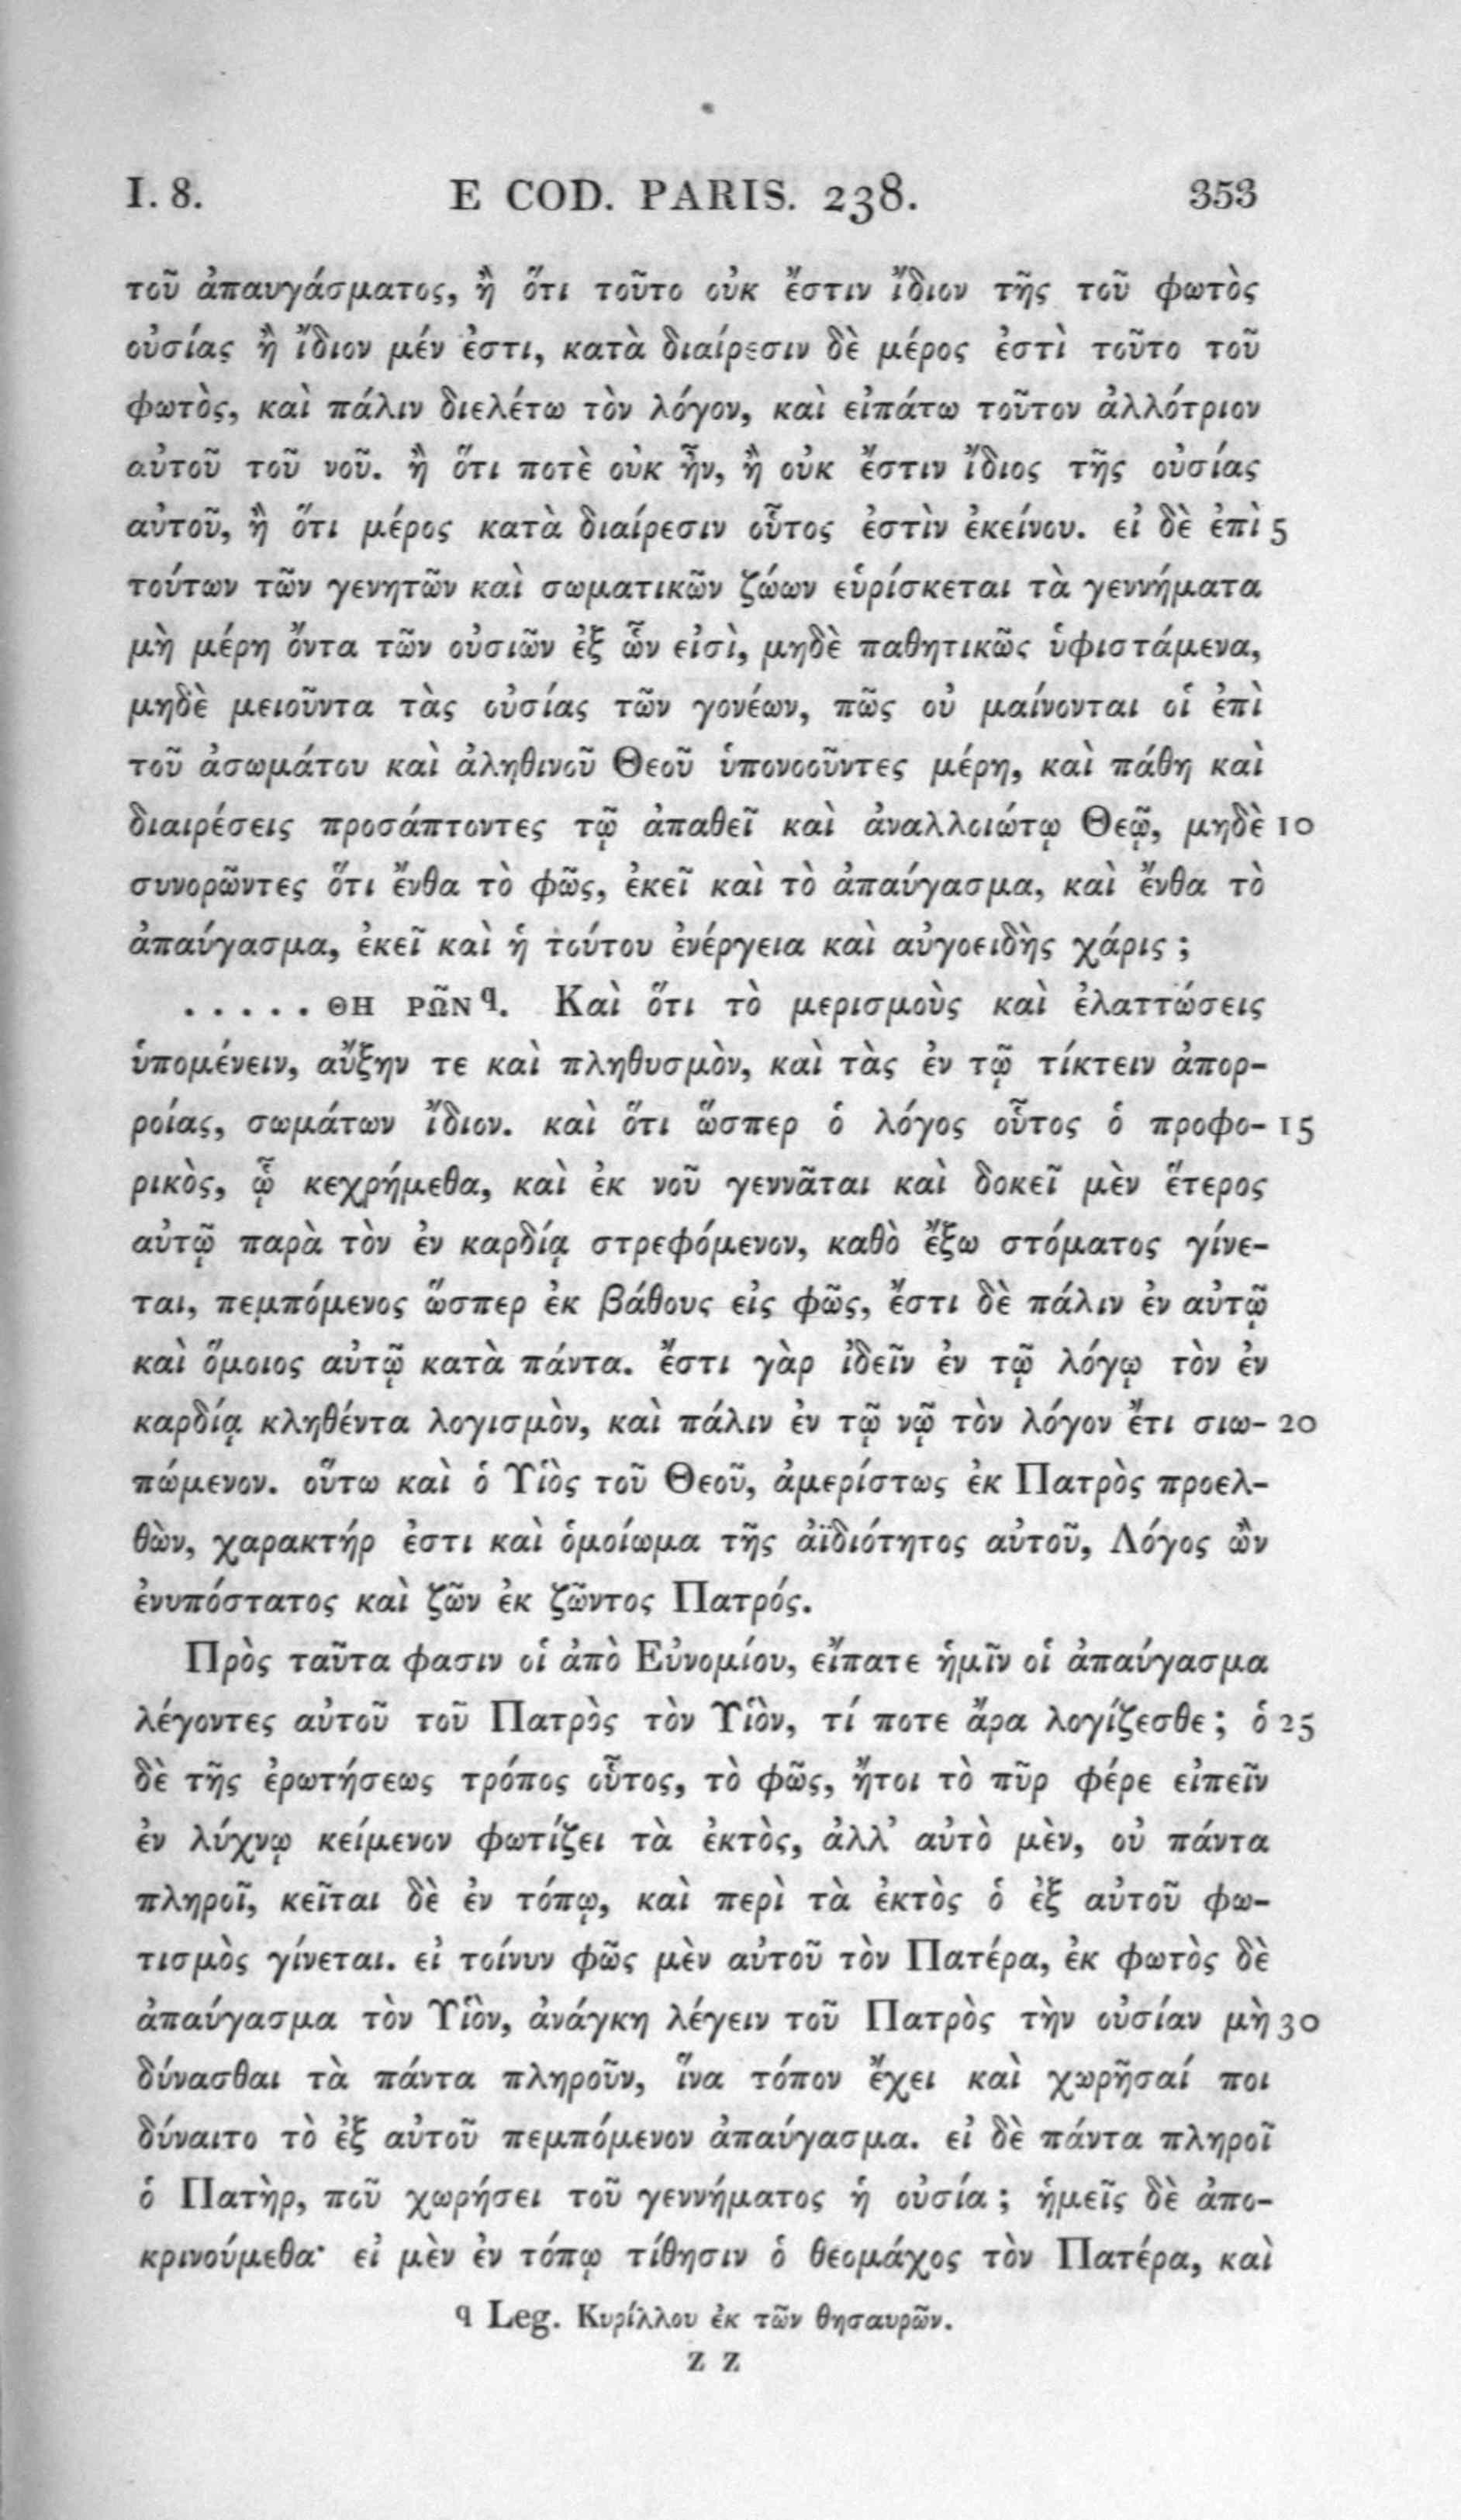 I. 8. E COD. PARIS. 238. 353
τοῦ ἀπαυγάσματος, ἢ ὅτι τοῦτο οὐκ ἔστιν ἴδιον τῆς τοῦ φωτὸς
οὐσίας ἢ ἴδιον μέν ἐστι, κατὰ διαίρεσιν δὲ μέρος ἐστὶ τοῦτο τοῦ
φωτὸς, καὶ πάλιν διελέτω τὸν λόγον, καὶ εἰπάτω τοῦτον ἀλλότριον
αὐτοῦ τοῦ νοῦ. ἢ ὅτι ποτὲ οὐκ ἦν, ἢ οὐκ ἔστιν ἴδιος τῆς οὐσίας
αὐτοῦ, ἢ ὅτι μέρος κατὰ διαίρεσιν οὗτος ἐστὶν ἐκείνου. εἰ δὲ ἐπὶ 5
τούτων τῶν γενητῶν καὶ σωματικῶν ζώων εὑρίσκεται τὰ γεννήματα
μὴ μέρη ὄντα τῶν οὐσιῶν ἐξ ὧν εἰσὶ, μηδὲ παθητικῶς ὑφιστάμενα,
μηδὲ μειοῦντα τὰς οὐσίας τῶν γονέων, πῶς οὐ μαίνονται οἱ ἐπὶ
τοῦ ἀσωμάτου καὶ ἀληθινοῦ Θεοῦ ὑπονοοῦντες μέρη, καὶ πάθη καὶ
διαιρέσεις προσάπτοντες τῷ ἀπαθεῖ καὶ ἀναλλοιώτῳ Θεῷ, μηδὲ 10
συνορῶντες ὅτι ἔνθα τὸ φῶς, ἐκεῖ καὶ τὸ ἀπαύγασμα, καὶ ἔνθα τὸ
ἀπαύγασμα, ἐκεῖ καὶ ἡ τούτου ἐνέργεια καὶ αὐγοειδὴς χάρις ;
. . . . . ΘΗ ΡΩ͂Ν q. Καὶ ὅτι τὸ μερισμοὺς καὶ ἐλαττώσεις
ὑπομένειν, αὔξην τε καὶ πληθυσμὸν, καὶ τὰς ἐν τῷ τίκτειν ἀπορ-
ροίας, σωμάτων ἴδιον. καὶ ὅτι ὥσπερ ὁ λόγος οὗτος ὁ προφο- 15
ρικὸς, ᾧ κεχρήμεθα, καὶ ἐκ νοῦ γεννᾶται καὶ δοκεῖ μὲν ἕτερος
αὐτῷ παρὰ τὸν ἐν καρδίᾳ στρεφόμενον, καθὸ ἔξω στόματος γίνε-
ται, πεμπόμενος ὥσπερ ἐκ βάθους εἰς φῶς, ἔστι δὲ πάλιν ἐν αὐτῷ
καὶ ὅμοιος αὐτῷ κατὰ πάντα. ἔστι γὰρ ἰδεῖν ἐν τῷ λόγῳ τὸν ἐν
καρδίᾳ κληθέντα λογισμὸν, καὶ πάλιν ἐν τῷ νῷ τὸν λόγον ἔτι σιω- 20
πώμενον. οὕτω καὶ ὁ Υἱὸς τοῦ Θεοῦ, ἀμερίστως ἐκ Πατρὸς προελ-
θὼν, χαρακτήρ ἐστι καὶ ὁμοίωμα τῆς ἀϊδιότητος αὐτοῦ, Λόγος ὢν
ἐνυπόστατος καὶ ζῶν ἐκ ζῶντος Πατρός.
Πρὸς ταῦτα φασιν οἱ ἀπὸ Εὐνομίου, εἴπατε ἡμῖν οἱ ἀπαύγασμα
λέγοντες αὐτοῦ τοῦ Πατρὸς τὸν Υἱὸν, τί ποτε ἄρα λογίζεσθε ; ὁ 25
δὲ τῆς ἐρωτήσεως τρόπος οὗτος, τὸ φῶς, ἤτοι τὸ πῦρ φέρε εἰπεῖν
ἐν λύχνῳ κείμενον φωτίζει τὰ ἐκτὸς, ἀλλ’ αὐτὸ μὲν, οὐ πάντα
πληροῖ, κεῖται δὲ ἐν τόπῳ, καὶ περὶ τὰ ἐκτὸς ὁ ἐξ αὐτοῦ φω-
τισμὸς γίνεται. εἰ τοίνυν φῶς μὲν αὐτοῦ τὸν Πατέρα, ἐκ φωτὸς δὲ
ἀπαύγασμα τὸν Υἱὸν, ἀνάγκη λέγειν τοῦ Πατρὸς τὴν οὐσίαν μὴ 30
δύνασθαι τὰ πάντα πληροῦν, ἵνα τόπον ἔχει καὶ χωρῆσαί ποι
δύναιτο τὸ ἐξ αὐτοῦ πεμπόμενον ἀπαύγασμα. εἰ δὲ πάντα πληροῖ
ὁ Πατὴρ, ποῦ χωρήσει τοῦ γεννήματος ἡ οὐσία ; ἡμεῖς δὲ ἀπο-
κρινούμεθα· εἰ μὲν ἐν τόπῳ τίθησιν ὁ θεομάχος τὸν Πατέρα, καὶ
q Leg. Κυρίλλου ἐκ τῶν θησαυρῶν.
Z Z